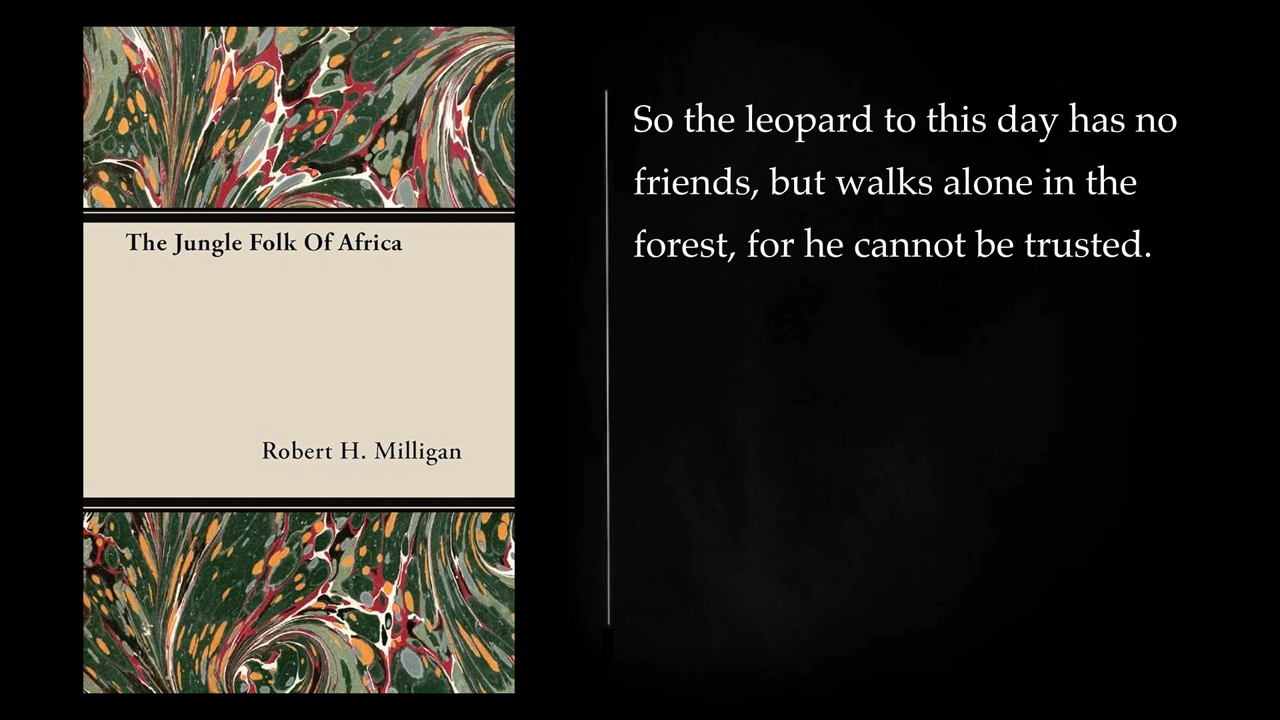 The Jungle Folk Of Africa
Robert H. Milligan
So the leopard to this day has no
friends, but walks alone in the
forest, for he cannot be trusted.